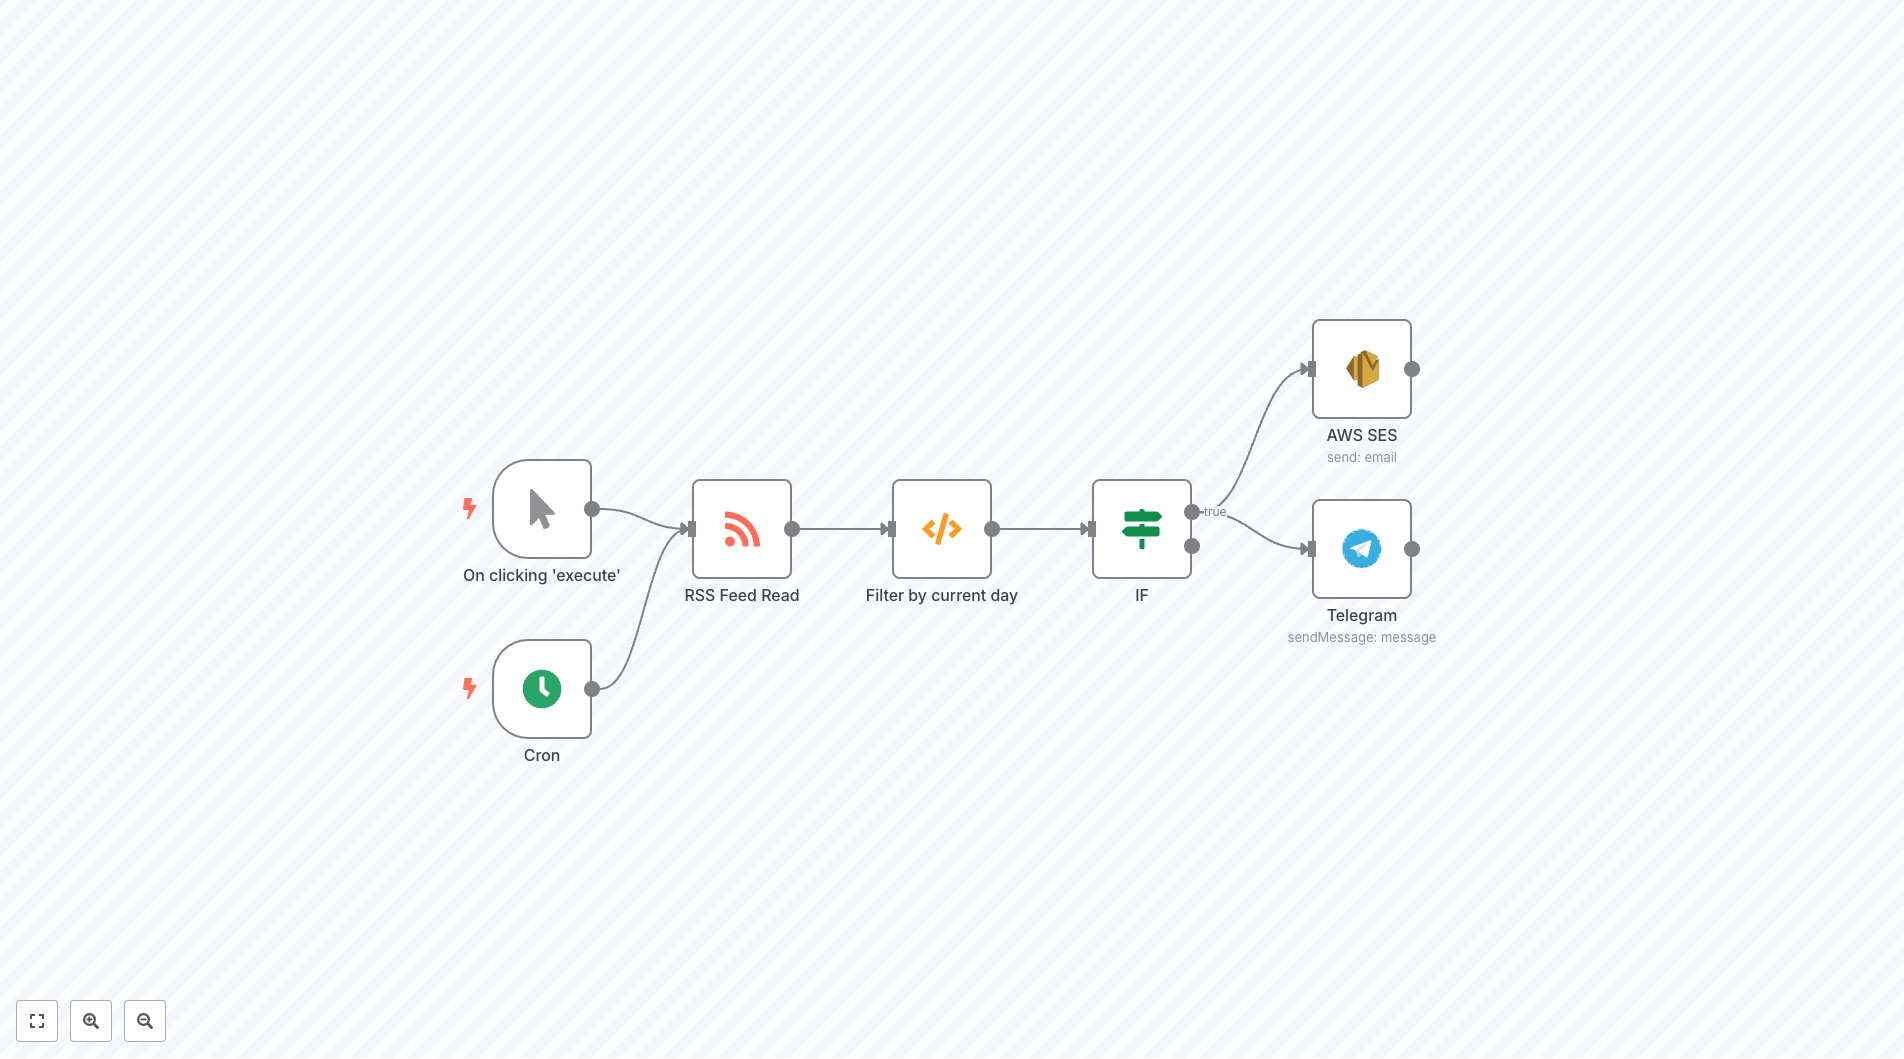 On clicking 'execute'
Cron
RSS Feed Read
Filter by current day
IF
true
AWS SES
send: email
Telegram
sendMessage: message